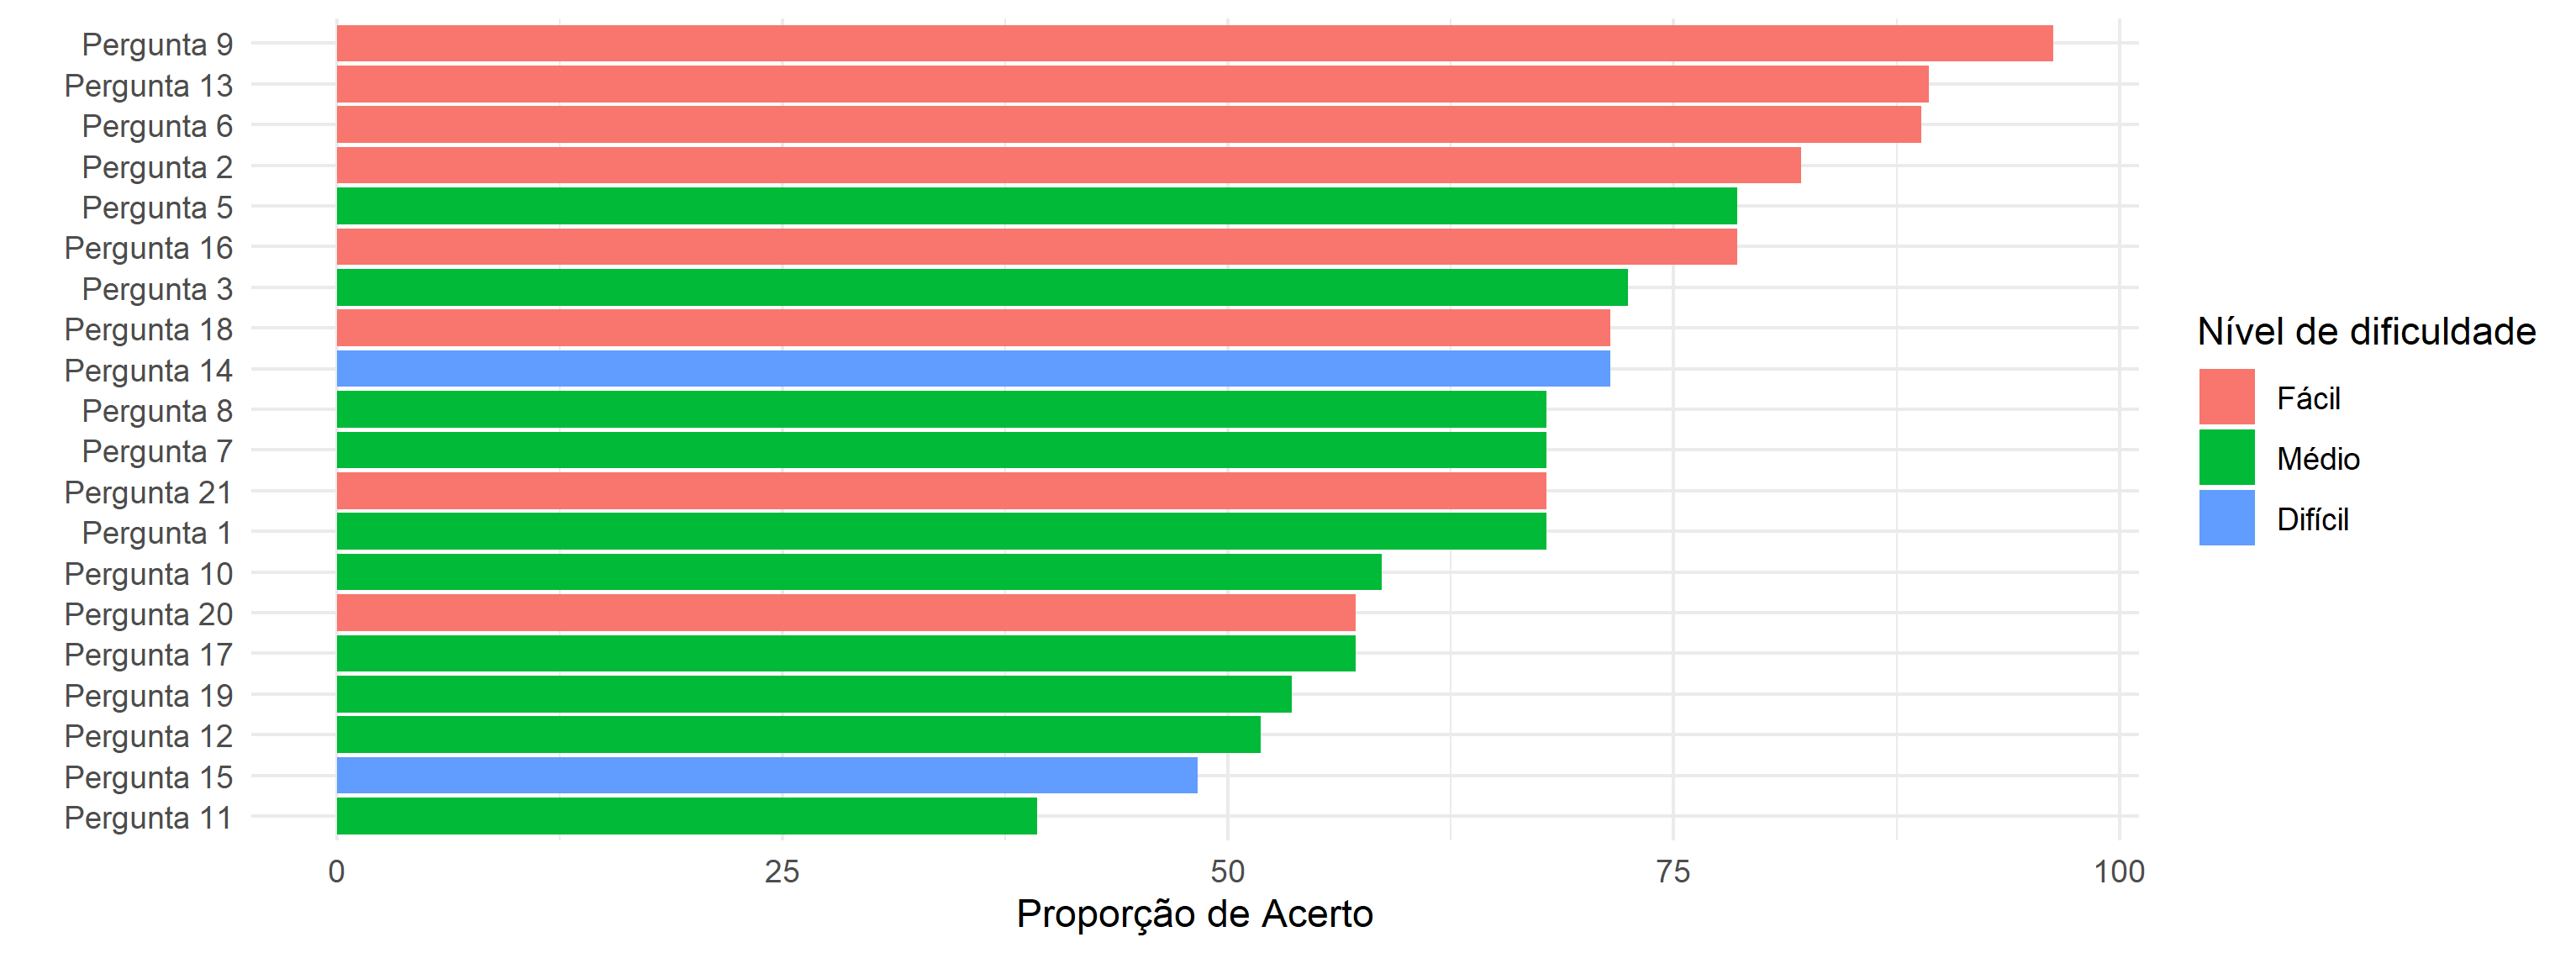 Pergunta 9
Pergunta 13
Pergunta 6
Pergunta 2
Pergunta 5
Pergunta 16
Pergunta 3
Pergunta 18
Pergunta 14
Pergunta 8
Pergunta 7
Pergunta 21
Pergunta 1
Pergunta 10
Pergunta 20
Pergunta 17
Pergunta 19
Pergunta 12
Pergunta 15
Pergunta 11
0 25 50 75 100
Proporção de Acerto
Nível de dificuldade
Fácil
Médio
Difícil